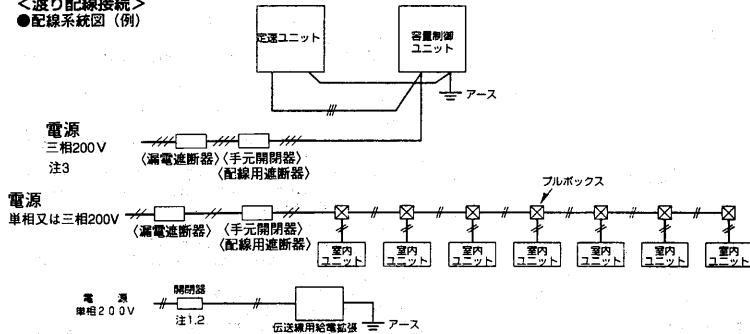 <渡り配線接続>
●配線系統図（例）
定速ユニット
容量制御
ユニット
アース
電源
三相200V
注3
〈漏電遮断器〉
〈手元開閉器〉
〈配線用遮断器〉
プルボックス
電源
単相又は三相200V
〈漏電遮断器〉
〈手元開閉器〉
〈配線用遮断器〉
室内
ユニット
室内
ユニット
室内
ユニット
室内
ユニット
室内
ユニット
室内
ユニット
室内
ユニット
電源
単相200V
開閉器
注1,2
伝送線用給電拡張
アース